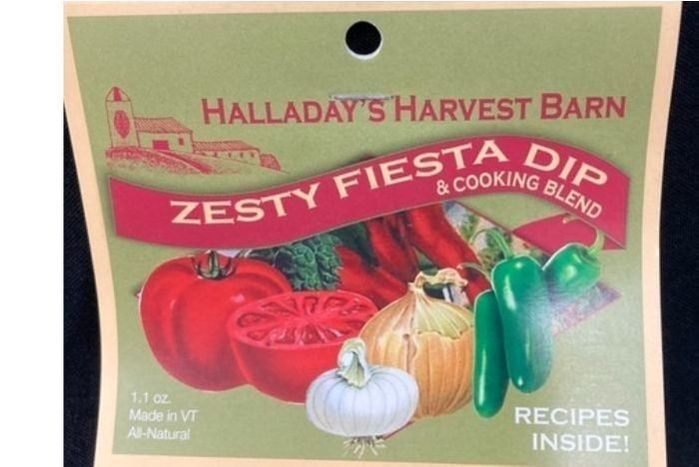 HALLADAY'S HARVEST BARN
ZESTY FIESTA DIP
& COOKING BLEND
1.1 oz.
Made in VT
All-Natural
RECIPES
INSIDE!